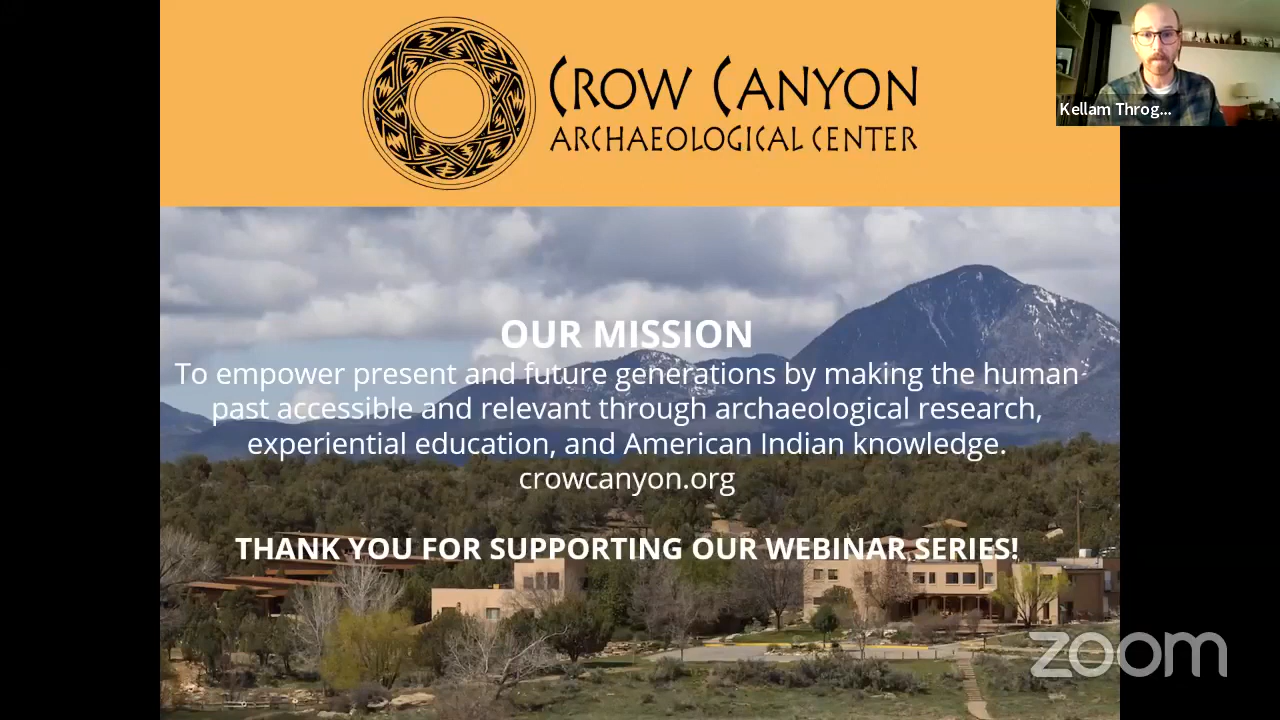 CROW CANYON
ARCHAEOLOGICAL CENTER
Kellam Throg...
OUR MISSION
To empower present and future generations by making the human
past accessible and relevant through archaeological research,
experiential education, and American Indian knowledge.
crowcanyon.org
THANK YOU FOR SUPPORTING OUR WEBINAR SERIES!
zoom